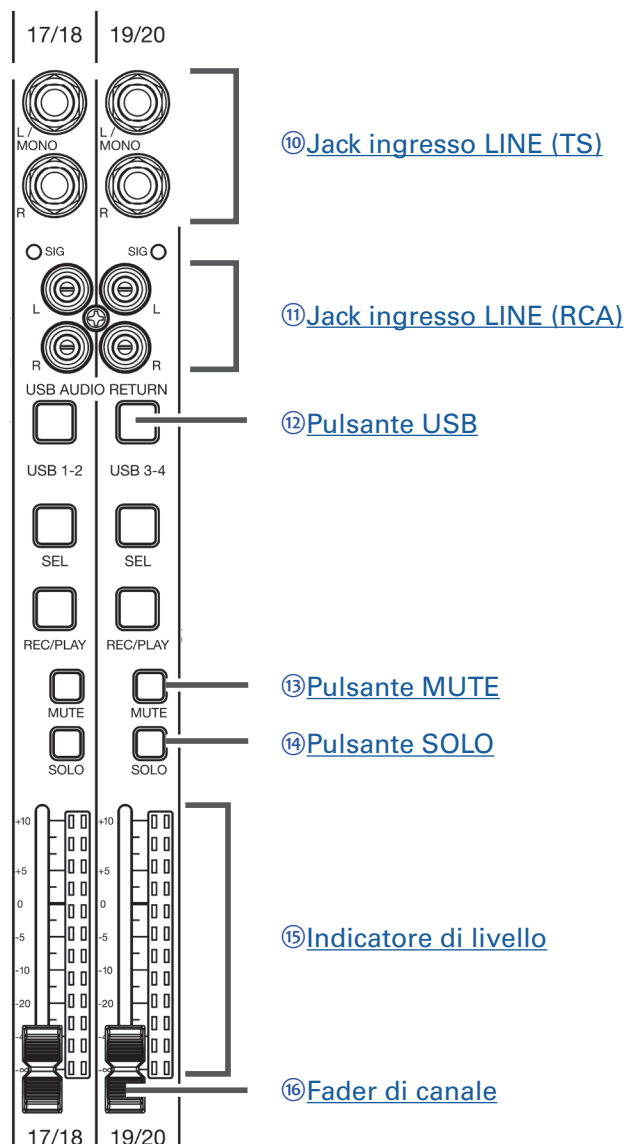 17/18 19/20
L / MONO L / MONO
⑩Jack ingresso LINE (TS)
R R
SIG SIG
L L
⑪Jack ingresso LINE (RCA)
R R
USB AUDIO RETURN
⑫Pulsante USB
USB 1-2 USB 3-4
SEL SEL
REC/PLAY REC/PLAY
⑬Pulsante MUTE
MUTE MUTE
⑭Pulsante SOLO
SOLO SOLO
+10 +10
+5 +5
0 0
⑮Indicatore di livello
-5 -5
-10 -10
-20 -20
-∞ -∞
⑯Fader di canale
17/18 19/20